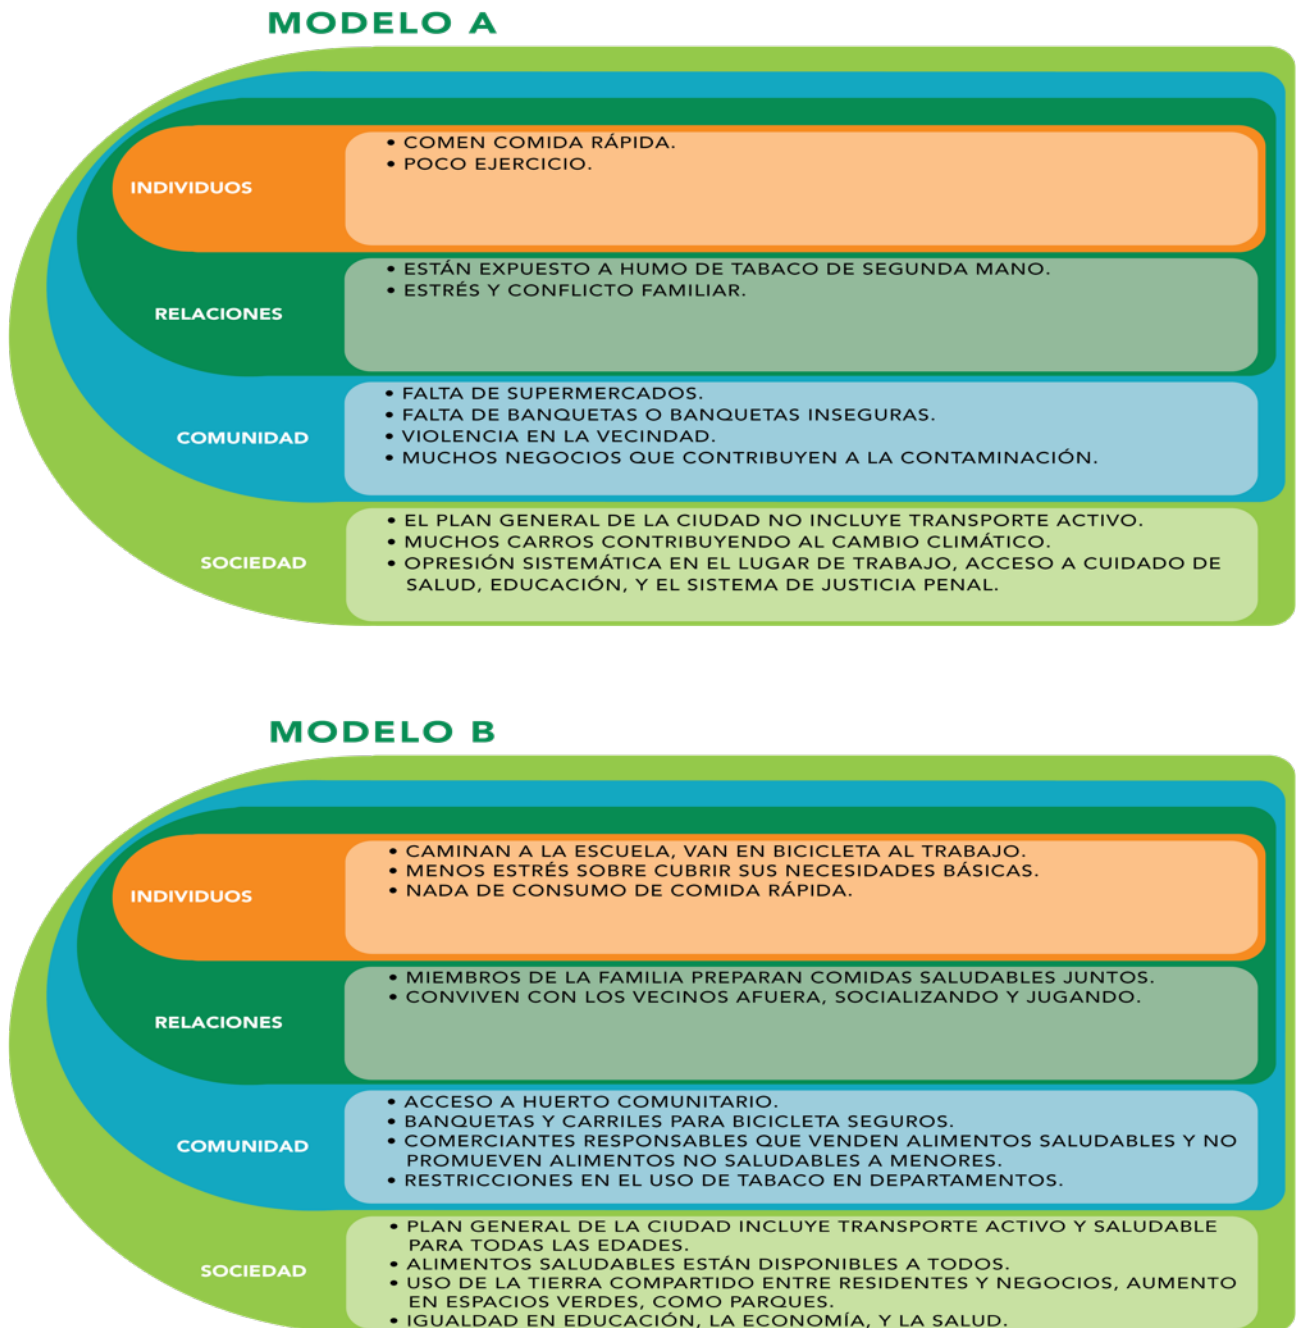 MODELO A
INDIVIDUOS
• COMEN COMIDA RÁPIDA.
• POCO EJERCICIO.
RELACIONES
• ESTÁN EXPUESTO A HUMO DE TABACO DE SEGUNDA MANO.
• ESTRÉS Y CONFLICTO FAMILIAR.
COMUNIDAD
• FALTA DE SUPERMERCADOS.
• FALTA DE BANQUETAS O BANQUETAS INSEGURAS.
• VIOLENCIA EN LA VECINDAD.
• MUCHOS NEGOCIOS QUE CONTRIBUYEN A LA CONTAMINACIÓN.
SOCIEDAD
• EL PLAN GENERAL DE LA CIUDAD NO INCLUYE TRANSPORTE ACTIVO.
• MUCHOS CARROS CONTRIBUYENDO AL CAMBIO CLIMÁTICO.
• OPRESIÓN SISTEMÁTICA EN EL LUGAR DE TRABAJO, ACCESO A CUIDADO DE
SALUD, EDUCACIÓN, Y EL SISTEMA DE JUSTICIA PENAL.
MODELO B
INDIVIDUOS
• CAMINAN A LA ESCUELA, VAN EN BICICLETA AL TRABAJO.
• MENOS ESTRÉS SOBRE CUBRIR SUS NECESIDADES BÁSICAS.
• NADA DE CONSUMO DE COMIDA RÁPIDA.
RELACIONES
• MIEMBROS DE LA FAMILIA PREPARAN COMIDAS SALUDABLES JUNTOS.
• CONVIVEN CON LOS VECINOS AFUERA, SOCIALIZANDO Y JUGANDO.
COMUNIDAD
• ACCESO A HUERTO COMUNITARIO.
• BANQUETAS Y CARRILES PARA BICICLETA SEGUROS.
• COMERCIANTES RESPONSABLES QUE VENDEN ALIMENTOS SALUDABLES Y NO
PROMUEVEN ALIMENTOS NO SALUDABLES A MENORES.
• RESTRICCIONES EN EL USO DE TABACO EN DEPARTAMENTOS.
SOCIEDAD
• PLAN GENERAL DE LA CIUDAD INCLUYE TRANSPORTE ACTIVO Y SALUDABLE
PARA TODAS LAS EDADES.
• ALIMENTOS SALUDABLES ESTÁN DISPONIBLES A TODOS.
• USO DE LA TIERRA COMPARTIDO ENTRE RESIDENTES Y NEGOCIOS, AUMENTO
EN ESPACIOS VERDES, COMO PARQUES.
• IGUALDAD EN EDUCACIÓN, LA ECONOMÍA, Y LA SALUD.